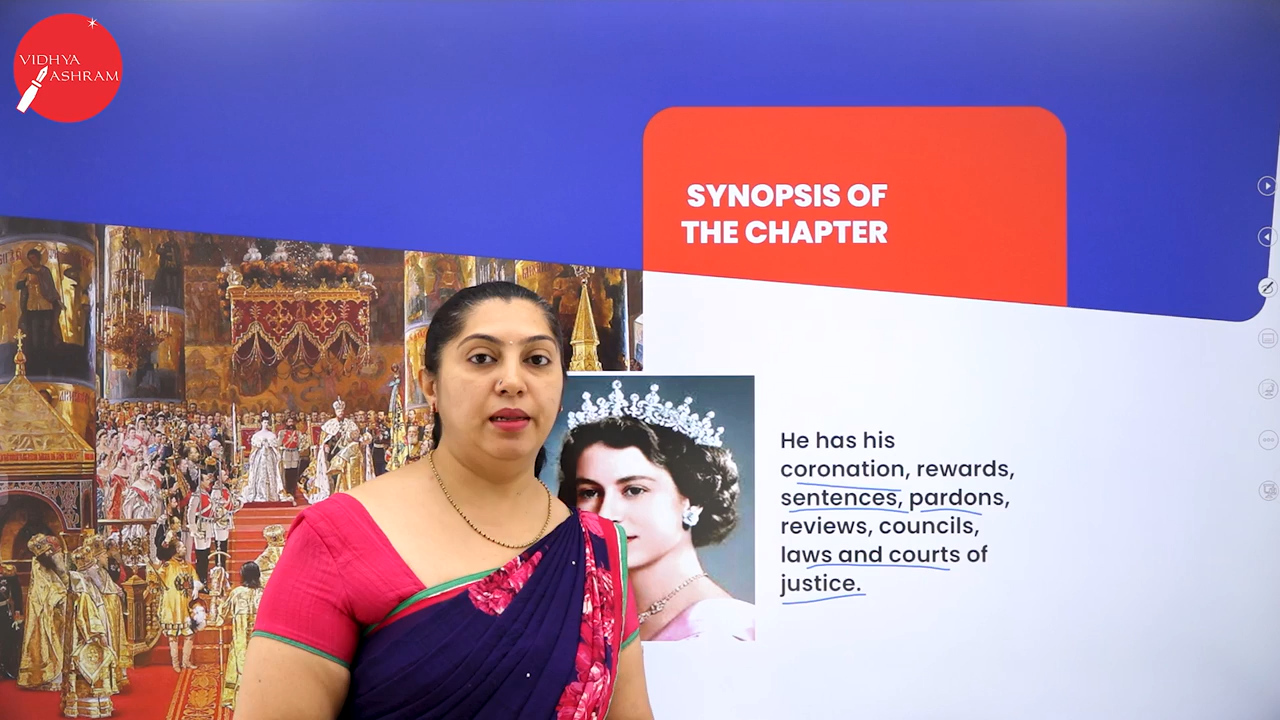 VIDHYA
ASHRAM
SYNOPSIS OF
THE CHAPTER
He has his
coronation, rewards,
sentences, pardons,
reviews, councils,
laws and courts of
justice.